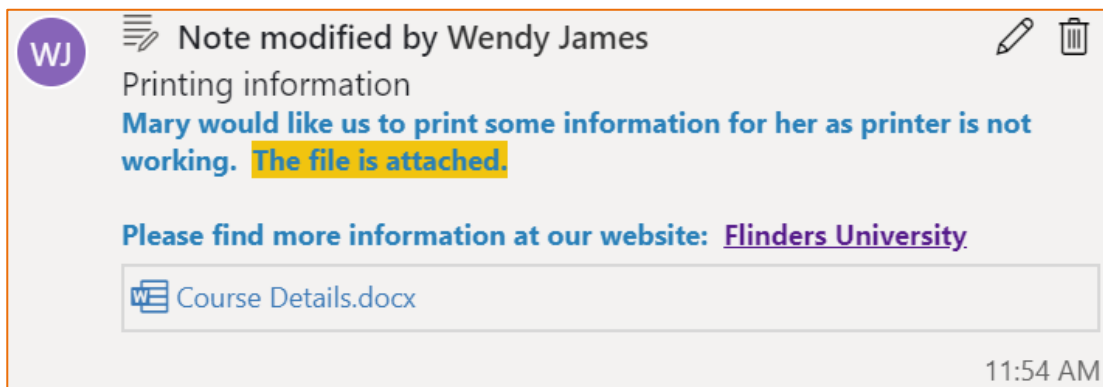 WJ
Note modified by Wendy James
Printing information
Mary would like us to print some information for her as printer is not
working. The file is attached.
Please find more information at our website: Flinders University
Course Details.docx
11:54 AM